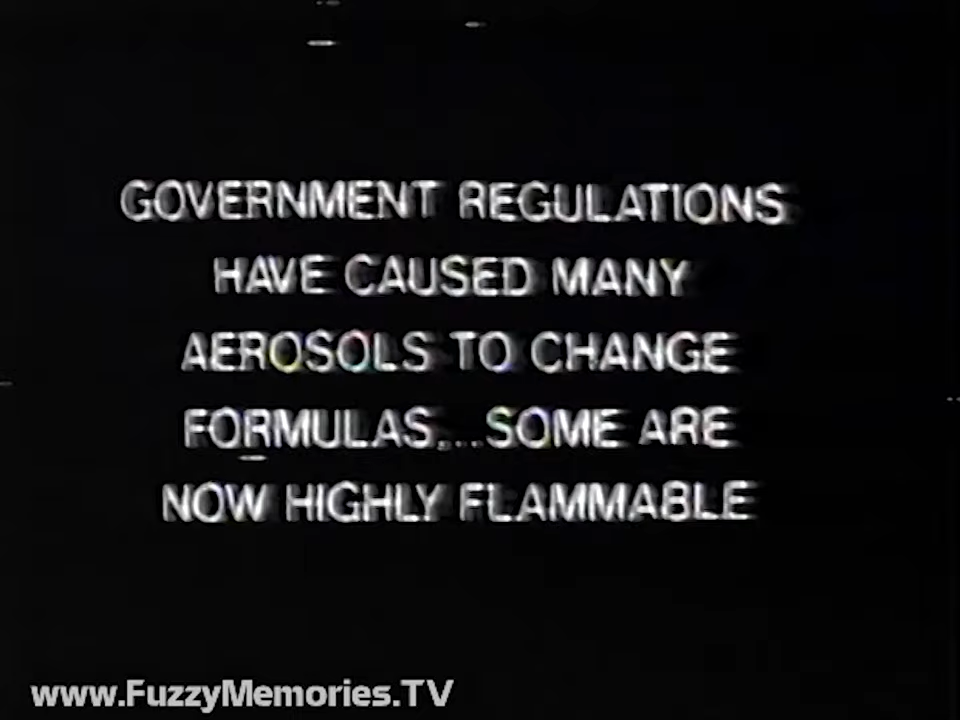 GOVERNMENT REGULATIONS
HAVE CAUSED MANY
AEROSOLS TO CHANGE
FORMULAS...SOME ARE
NOW HIGHLY FLAMMABLE
www.FuzzyMemories.TV